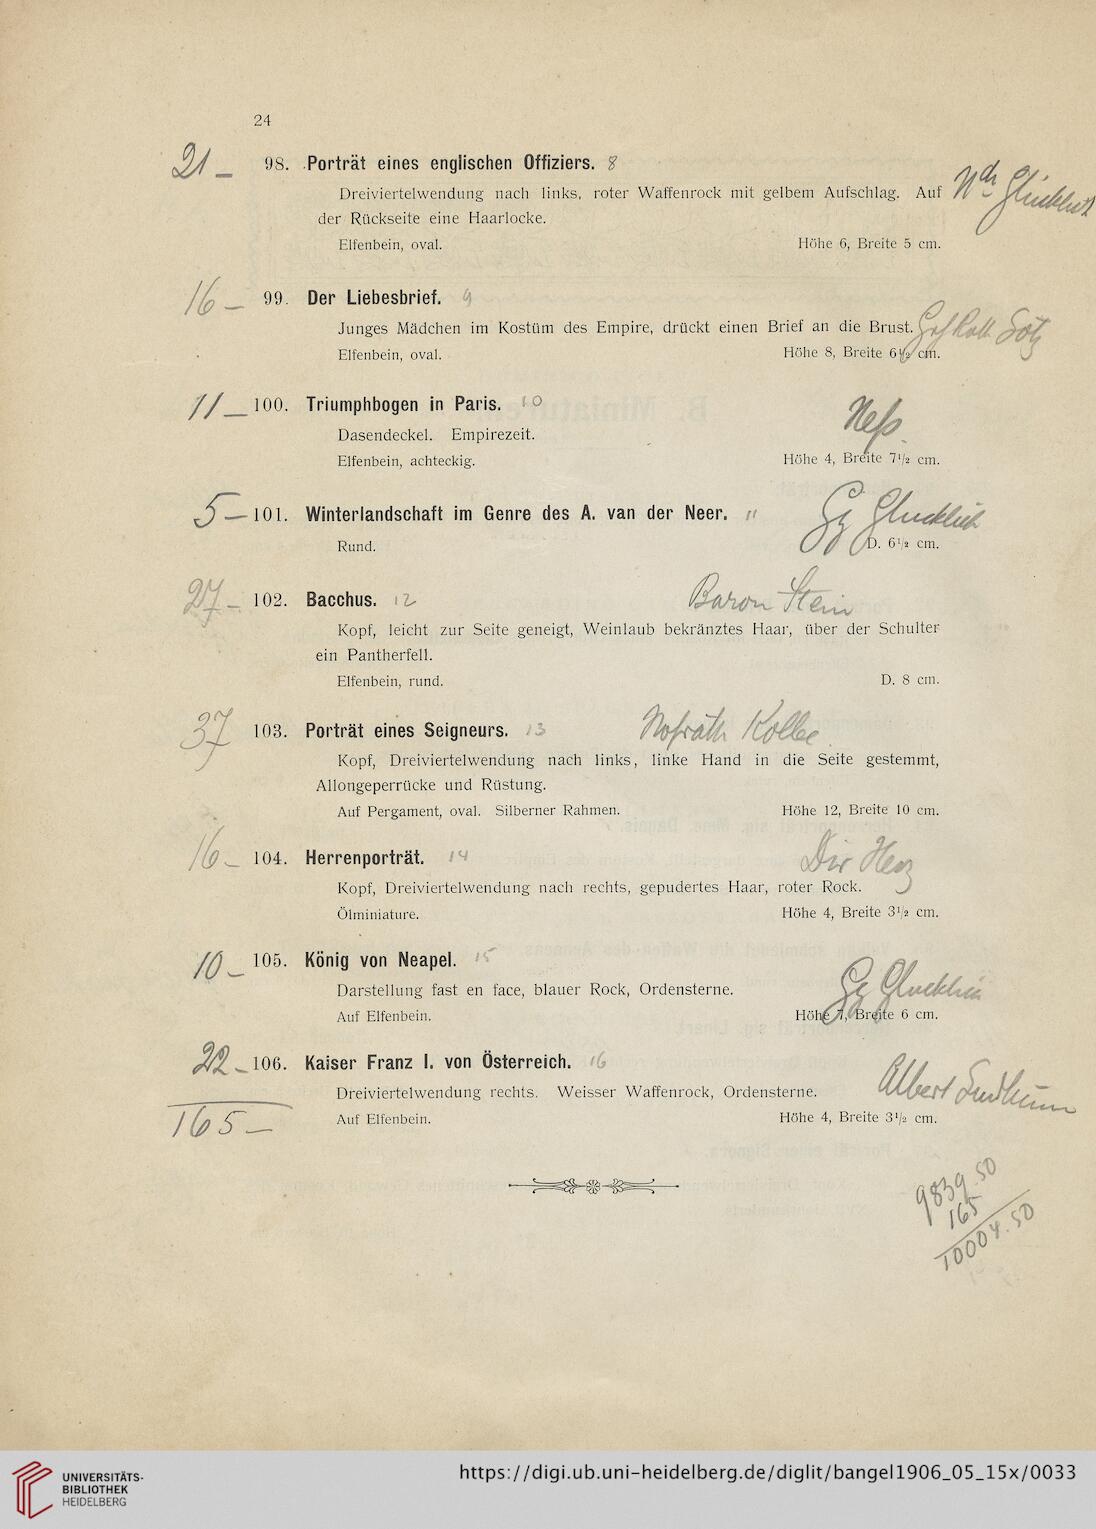 24
21 — 98. Porträt eines englischen Offiziers. 8
Dreiviertelwendung nach links, roter Waffenrock mit gelbem Aufschlag. Auf
der Rückseite eine Haarlocke.
Elfenbein, oval. Höhe 6, Breite 5 cm.
16 — 99. Der Liebesbrief. 9
Junges Mädchen im Kostüm des Empire, drückt einen Brief an die Brust.
Elfenbein, oval. Höhe 8, Breite 6½ cm.
11 — 100. Triumphbogen in Paris. 10
Dasendeckel. Empirezeit.
Elfenbein, achteckig. Höhe 4, Breite 7½ cm.
5 — 101. Winterlandschaft im Genre des A. van der Neer. 11 Glücklich
Rund. D. 6½ cm.
27 — 102. Bacchus. 12 Baron Stein
Kopf, leicht zur Seite geneigt, Weinlaub bekränztes Haar, über der Schulter
ein Pantherfell.
Elfenbein, rund. D. 8 cm.
37 103. Porträt eines Seigneurs. 13 Hofrath Kolbe
Kopf, Dreiviertelwendung nach links, linke Hand in die Seite gestemmt,
Allongeperrücke und Rüstung.
Auf Pergament, oval. Silberner Rahmen. Höhe 12, Breite 10 cm.
16 — 104. Herrenporträt. 14 Dir
Kopf, Dreiviertelwendung nach rechts, gepudertes Haar, roter Rock.
Ölminiature. Höhe 4, Breite 3½ cm.
10 — 105. König von Neapel. 15
Darstellung fast en face, blauer Rock, Ordensterne. Glücklich
Auf Elfenbein. Höhe 7, Breite 6 cm.
22 — 106. Kaiser Franz I. von Österreich. 16
Dreiviertelwendung rechts. Weisser Waffenrock, Ordensterne. Albert
165 — Auf Elfenbein. Höhe 4, Breite 3½ cm.
9839.50
165
10004.50
UNIVERSITÄTS-
BIBLIOTHEK
HEIDELBERG
https://digi.ub.uni-heidelberg.de/diglit/bangel1906_05_15x/0033